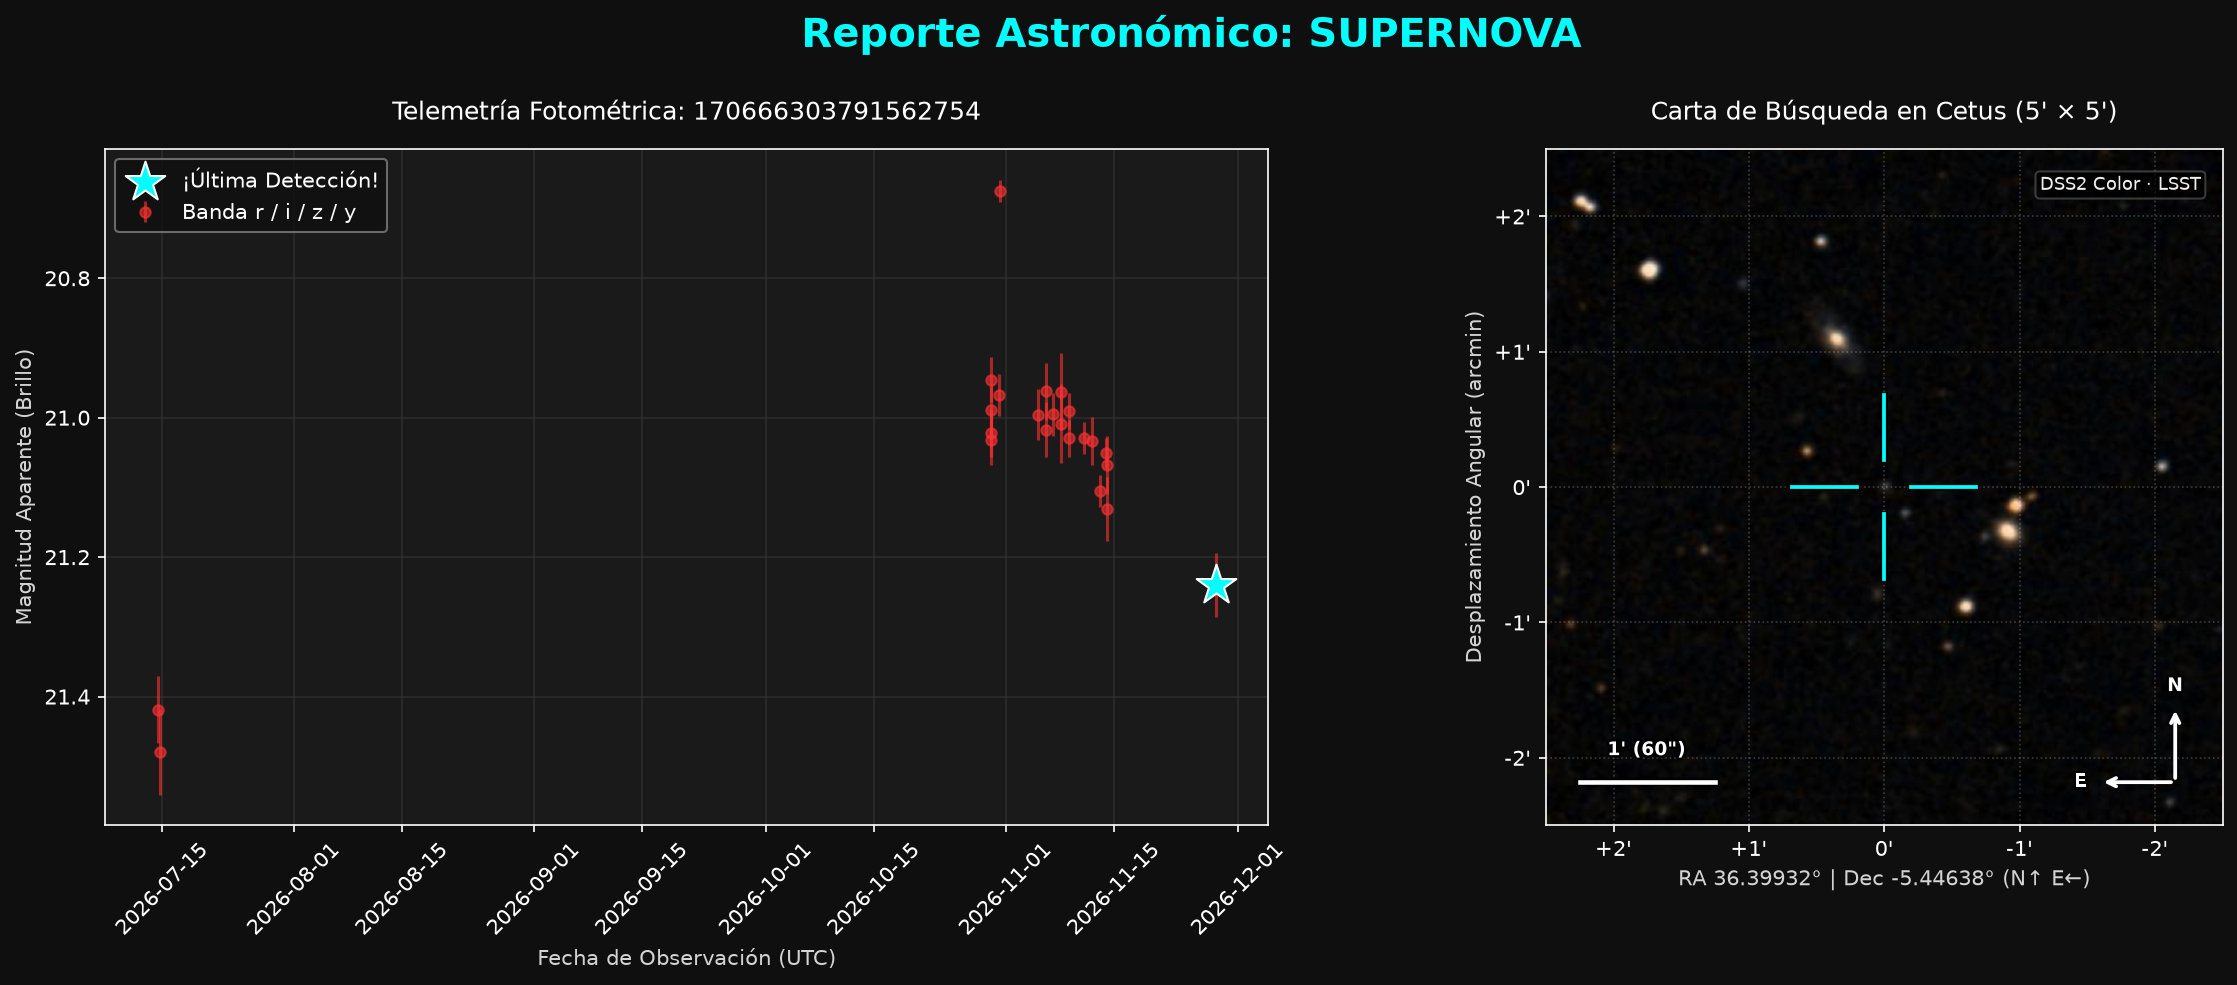 Reporte Astronómico: SUPERNOVA
Telemetría Fotométrica: 170666303791562754
¡Última Detección!
Banda r / i / z / y
Magnitud Aparente (Brillo)
20.8
21.0
21.2
21.4
2026-07-15
2026-08-01
2026-08-15
2026-09-01
2026-09-15
2026-10-01
2026-10-15
2026-11-01
2026-11-15
2026-12-01
Fecha de Observación (UTC)
Carta de Búsqueda en Cetus (5' × 5')
DSS2 Color · LSST
Desplazamiento Angular (arcmin)
+2'
+1'
0'
-1'
-2'
N
E
1' (60")
+2'
+1'
0'
-1'
-2'
RA 36.39932° | Dec -5.44638° (N↑ E←)